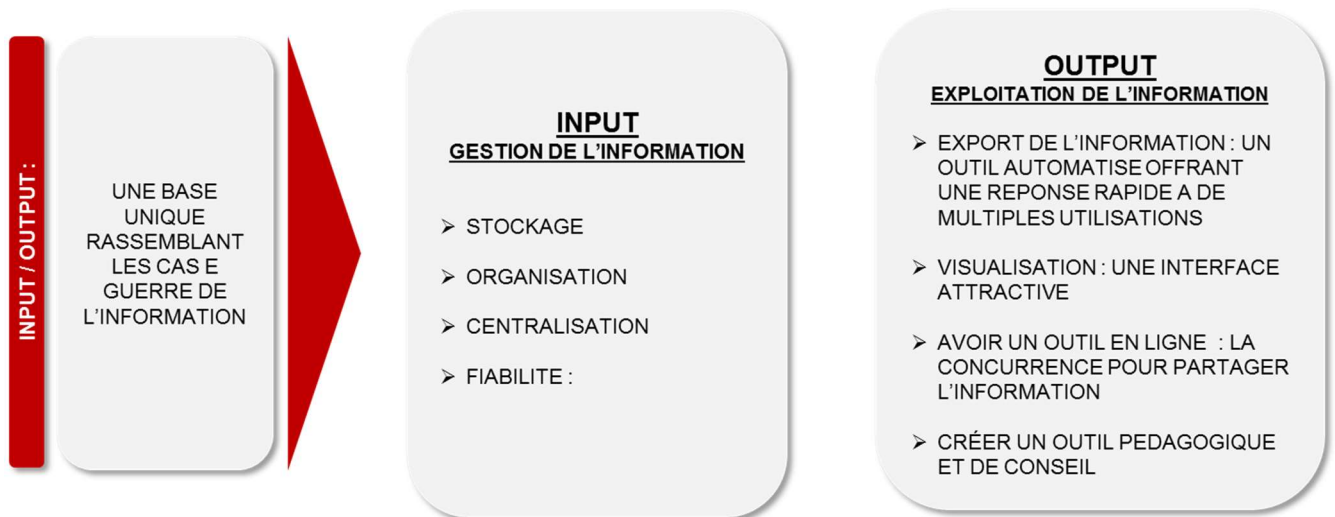 INPUT / OUTPUT :
UNE BASE
UNIQUE
RASSEMBLANT
LES CAS E
GUERRE DE
L'INFORMATION
INPUT
GESTION DE L'INFORMATION
➢ STOCKAGE
➢ ORGANISATION
➢ CENTRALISATION
➢ FIABILITE :
OUTPUT
EXPLOITATION DE L'INFORMATION
➢ EXPORT DE L'INFORMATION : UN
OUTIL AUTOMATISE OFFRANT
UNE REPONSE RAPIDE A DE
MULTIPLES UTILISATIONS
➢ VISUALISATION : UNE INTERFACE
ATTRACTIVE
➢ AVOIR UN OUTIL EN LIGNE : LA
CONCURRENCE POUR PARTAGER
L'INFORMATION
➢ CRÉER UN OUTIL PEDAGOGIQUE
ET DE CONSEIL